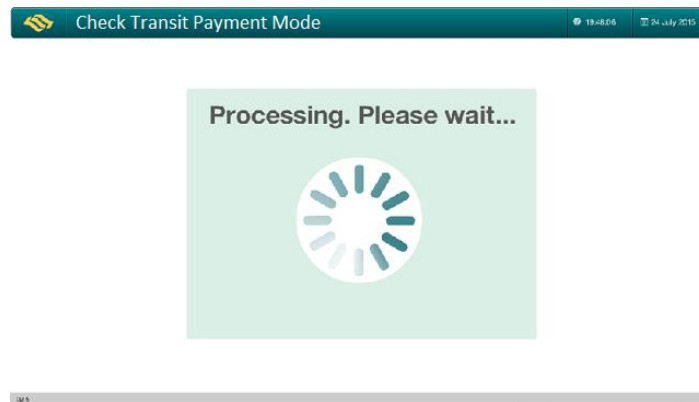 Check Transit Payment Mode
19:48:06
24 July 2015
Processing. Please wait...